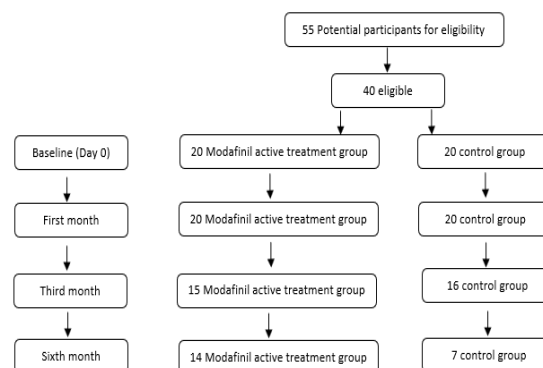 55 Potential participants for eligibility
40 eligible
Baseline (Day 0)
20 Modafinil active treatment group
20 control group
First month
20 Modafinil active treatment group
20 control group
Third month
15 Modafinil active treatment group
16 control group
Sixth month
14 Modafinil active treatment group
7 control group